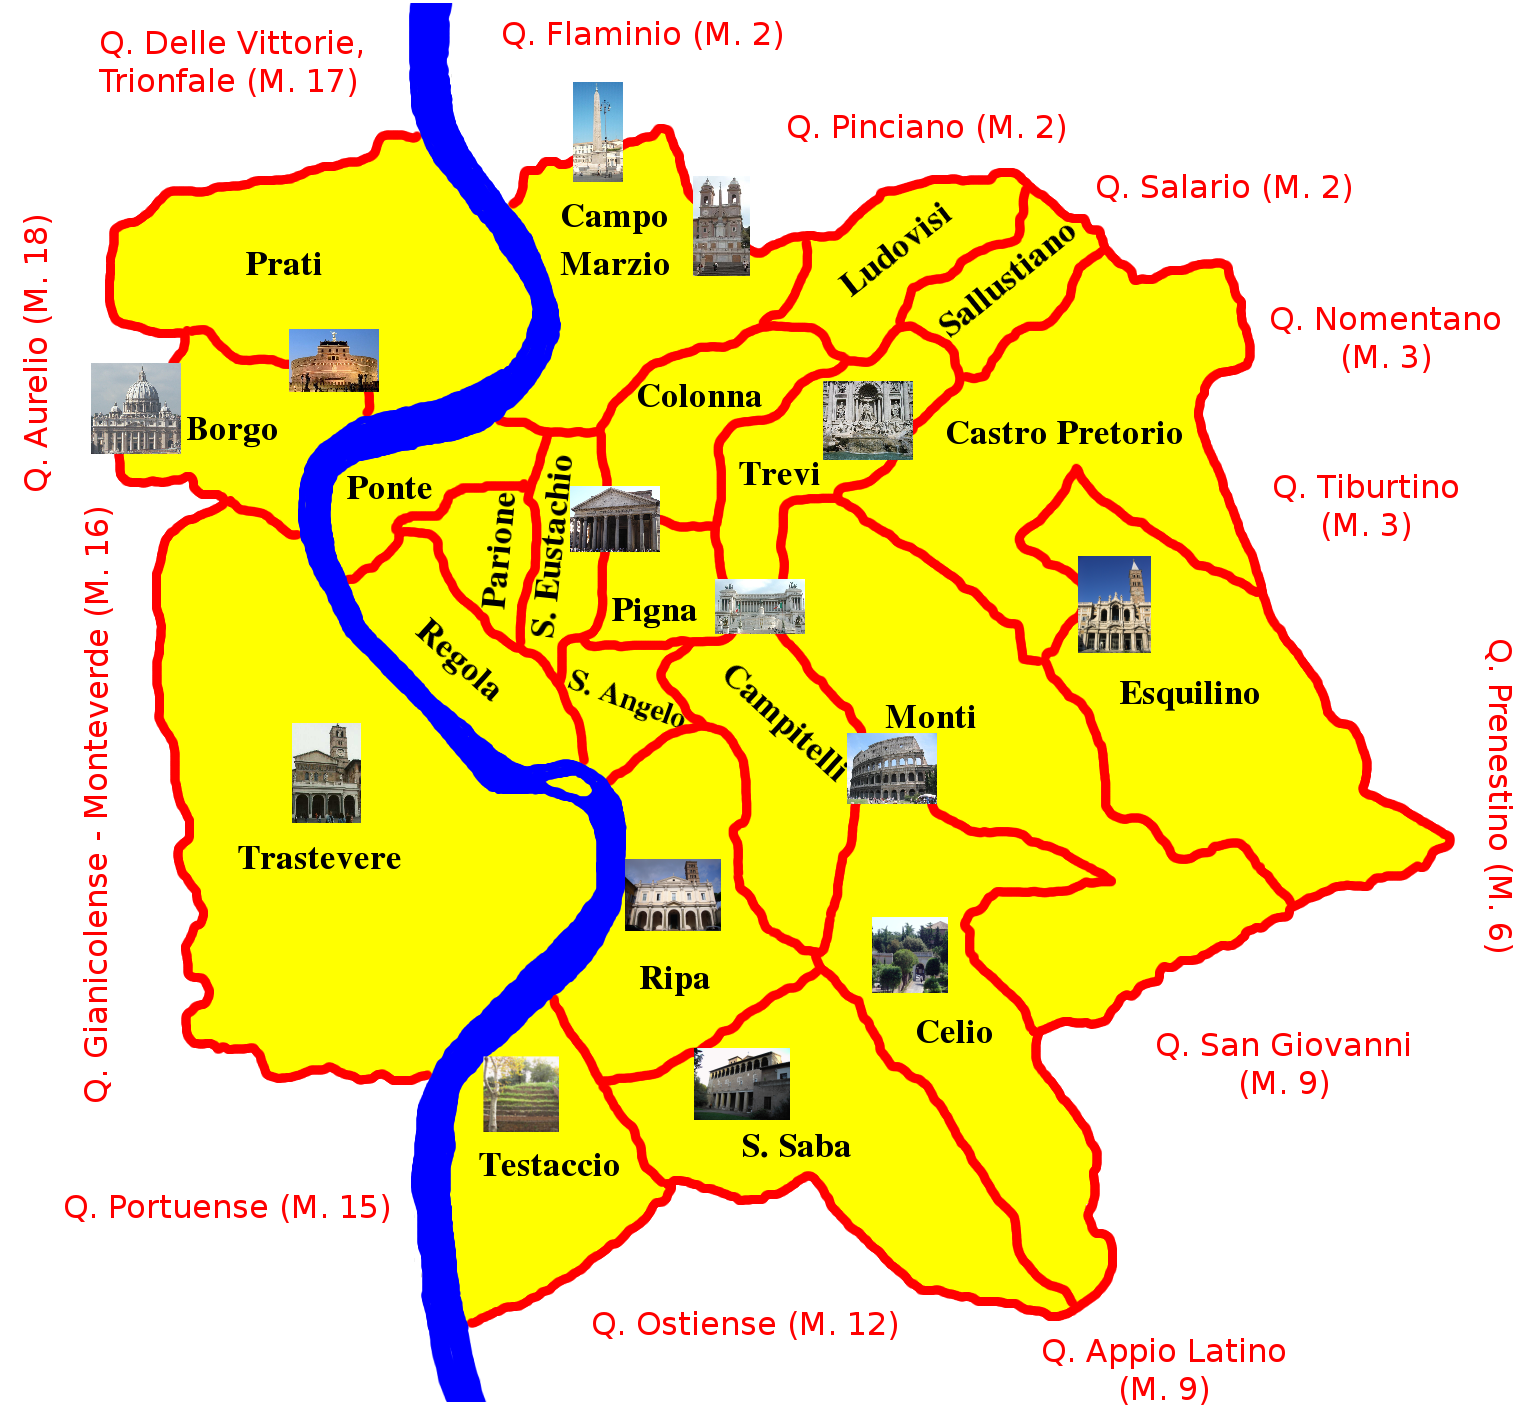 Q. Delle Vittorie,
Trionfale (M. 17)
Q. Flaminio (M. 2)
Q. Pinciano (M. 2)
Q. Salario (M. 2)
Q. Aurelio (M. 18)
Q. Nomentano
(M. 3)
Q. Tiburtino
(M. 3)
Q. Gianicolense - Monteverde (M. 16)
Q. Prenestino (M. 6)
Prati
Campo
Marzio
Ludovisi
Sallustiano
Borgo
Colonna
Castro Pretorio
Ponte
Trevi
Parione
S. Eustachio
Pigna
Regola
S. Angelo
Campitelli
Monti
Esquilino
Trastevere
Ripa
Celio
S. Saba
Testaccio
Q. San Giovanni
(M. 9)
Q. Portuense (M. 15)
Q. Ostiense (M. 12)
Q. Appio Latino
(M. 9)